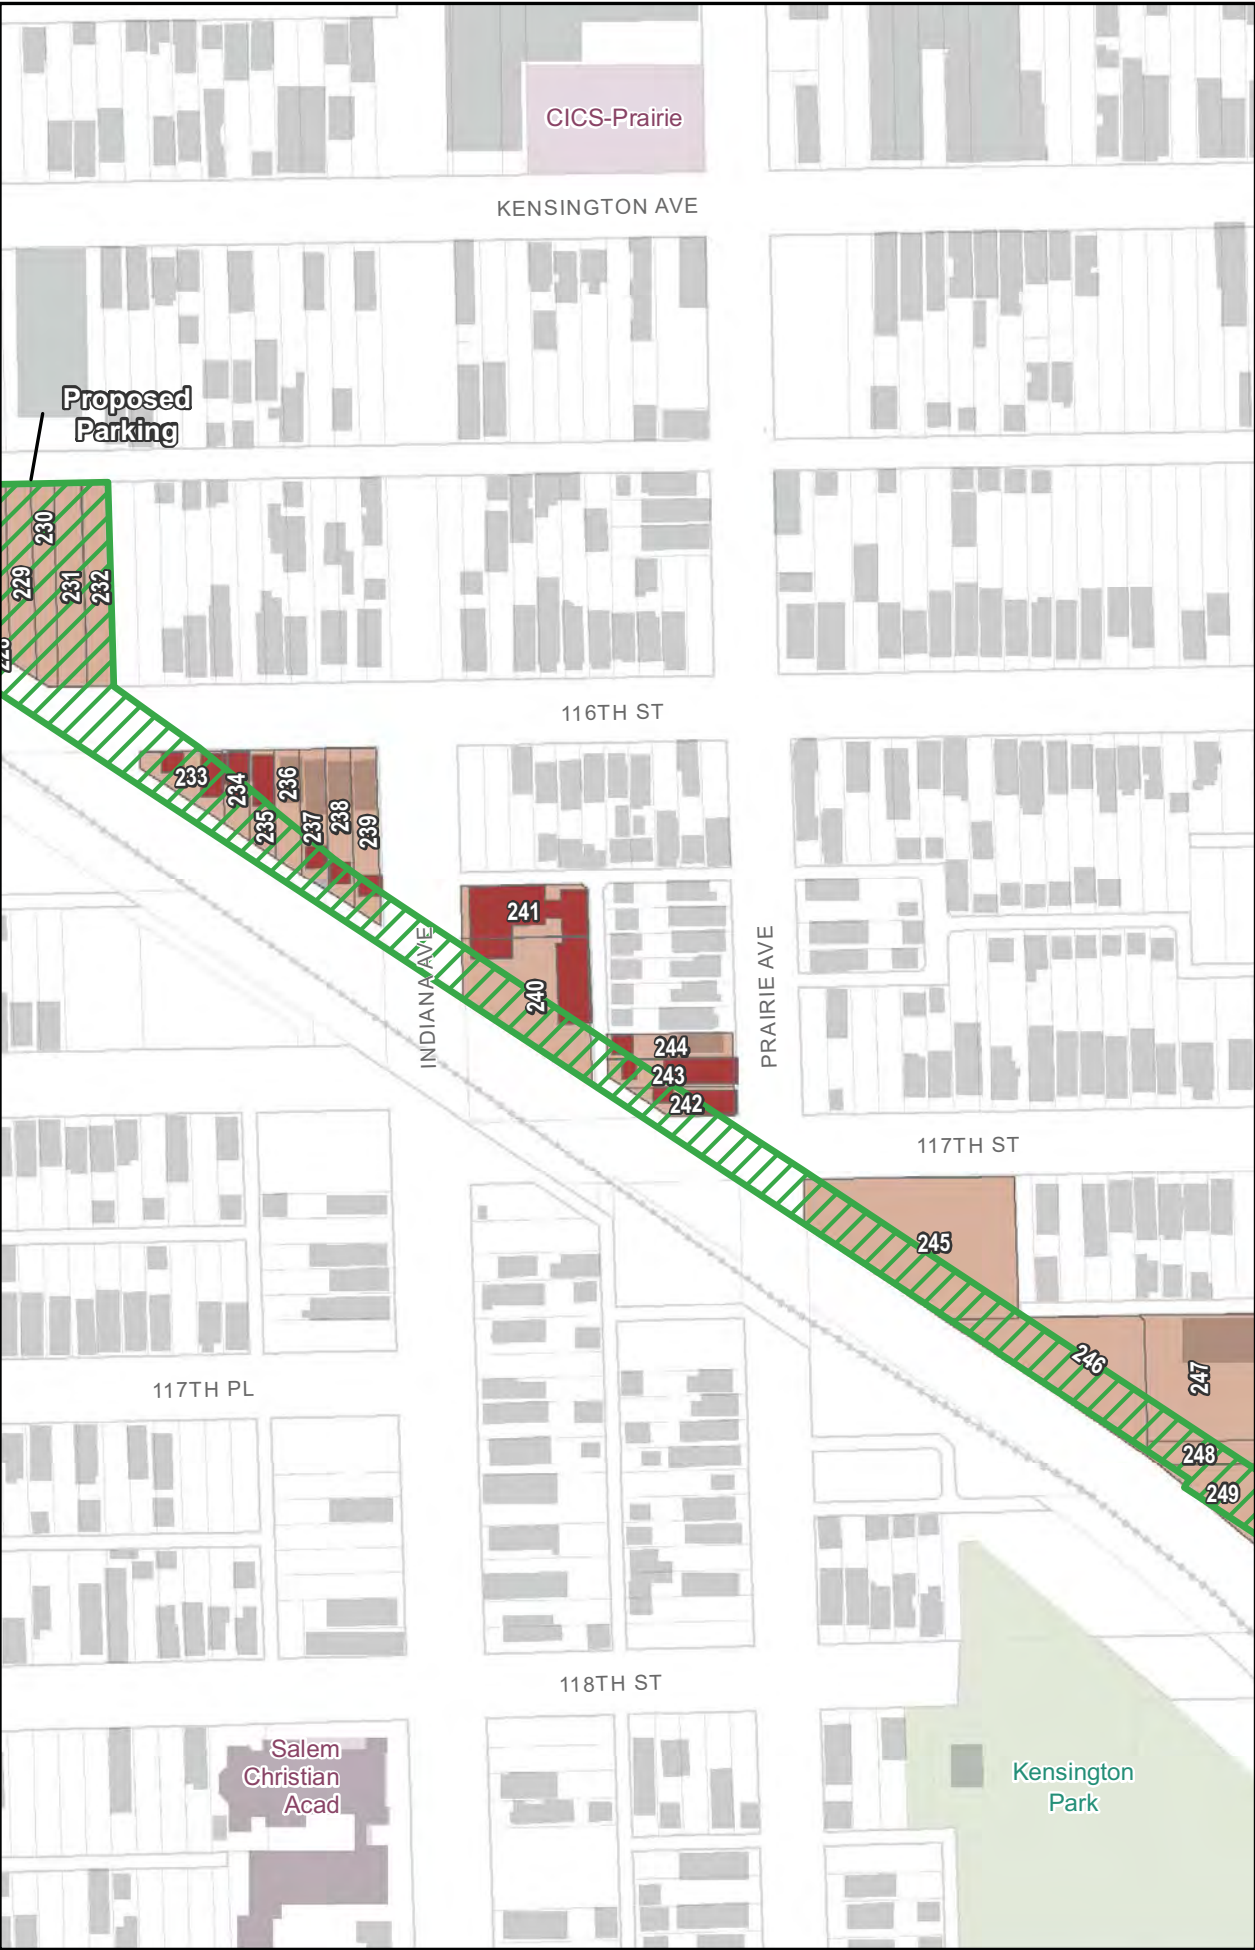 CICS-Prairie
KENSINGTON AVE
Proposed
Parking
230
229
231
232
116TH ST
233
234
235
236
237
238
239
241
240
INDIANA AVE
PRAIRIE AVE
244
243
242
117TH ST
245
246
247
248
249
117TH PL
118TH ST
Salem
Christian
Acad
Kensington
Park